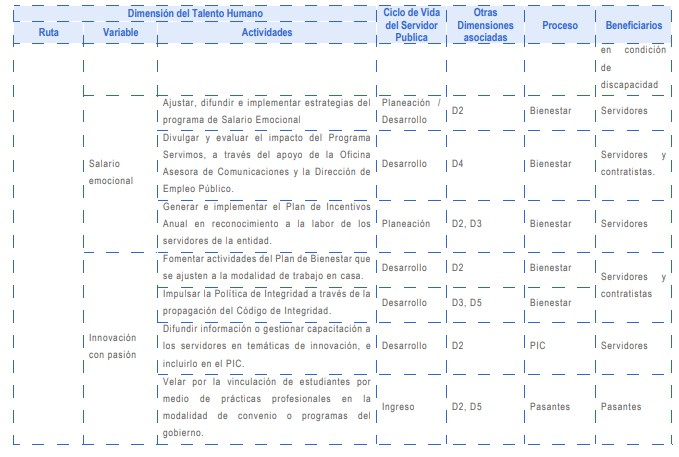 Dimensión del Talento Humano
Ciclo de Vida
del Servidor
Publica
Otras
Dimensiones
asociadas
Proceso
Beneficiarios
Ruta
Variable
Actividades
en condición
de
discapacidad
Salario
emocional
Ajustar, difundir e implementar estrategias del
programa de Salario Emocional
Planeación /
Desarrollo
D2
Bienestar
Servidores
Divulgar y evaluar el impacto del Programa
Servimos, a través del apoyo de la Oficina
Asesora de Comunicaciones y la Dirección de
Empleo Público.
Desarrollo
D4
Bienestar
Servidores y
contratistas.
Generar e implementar el Plan de Incentivos
Anual en reconocimiento a la labor de los
servidores de la entidad.
Planeación
D2, D3
Bienestar
Servidores
Innovación
con pasión
Fomentar actividades del Plan de Bienestar que
se ajusten a la modalidad de trabajo en casa.
Desarrollo
D2
Bienestar
Servidores y
contratistas
Impulsar la Política de Integridad a través de la
propagación del Código de Integridad.
Desarrollo
D3, D5
Bienestar
Difundir información o gestionar capacitación a
los servidores en temáticas de innovación, e
incluirlo en el PIC.
Desarrollo
D2
PIC
Servidores
Velar por la vinculación de estudiantes por
medio de prácticas profesionales en la
modalidad de convenio o programas del
gobierno.
Ingreso
D2, D5
Pasantes
Pasantes